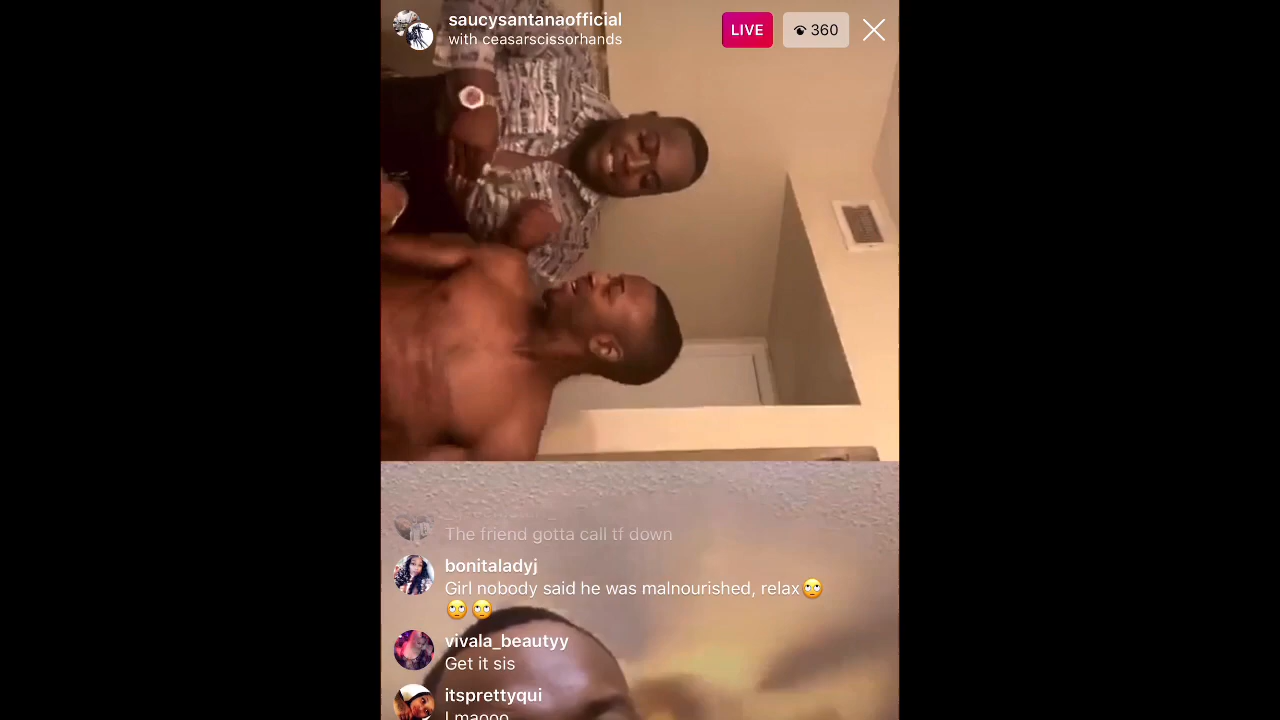 saucysantanaofficial
with ceasarscissorhands
LIVE
360
The friend gotta call tf down
bonitaladyj
Girl nobody said he was malnourished, relax🙄
🙄🙄
vivala_beautyy
Get it sis
itsprettyqui
Lmaooo